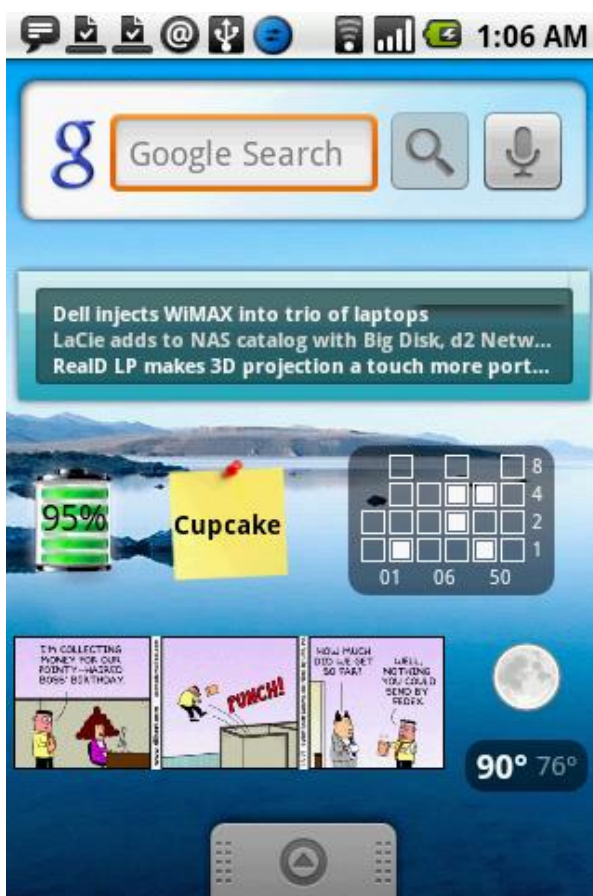 1:06 AM
g
Google Search
Dell injects WiMAX into trio of laptops
LaCie adds to NAS catalog with Big Disk, d2 Netw...
RealD LP makes 3D projection a touch more port...
95%
Cupcake
8
4
2
1
01 06 50
I'M COLLECTING
MONEY FOR OUR
POINTY-HAIRED
BOSS' BIRTHDAY.
PUNCH!
HOW MUCH
DID WE GET
SO FAR?
WELL,
NOTHING
YOU COULD
SEND BY
FEDEX.
90° 76°